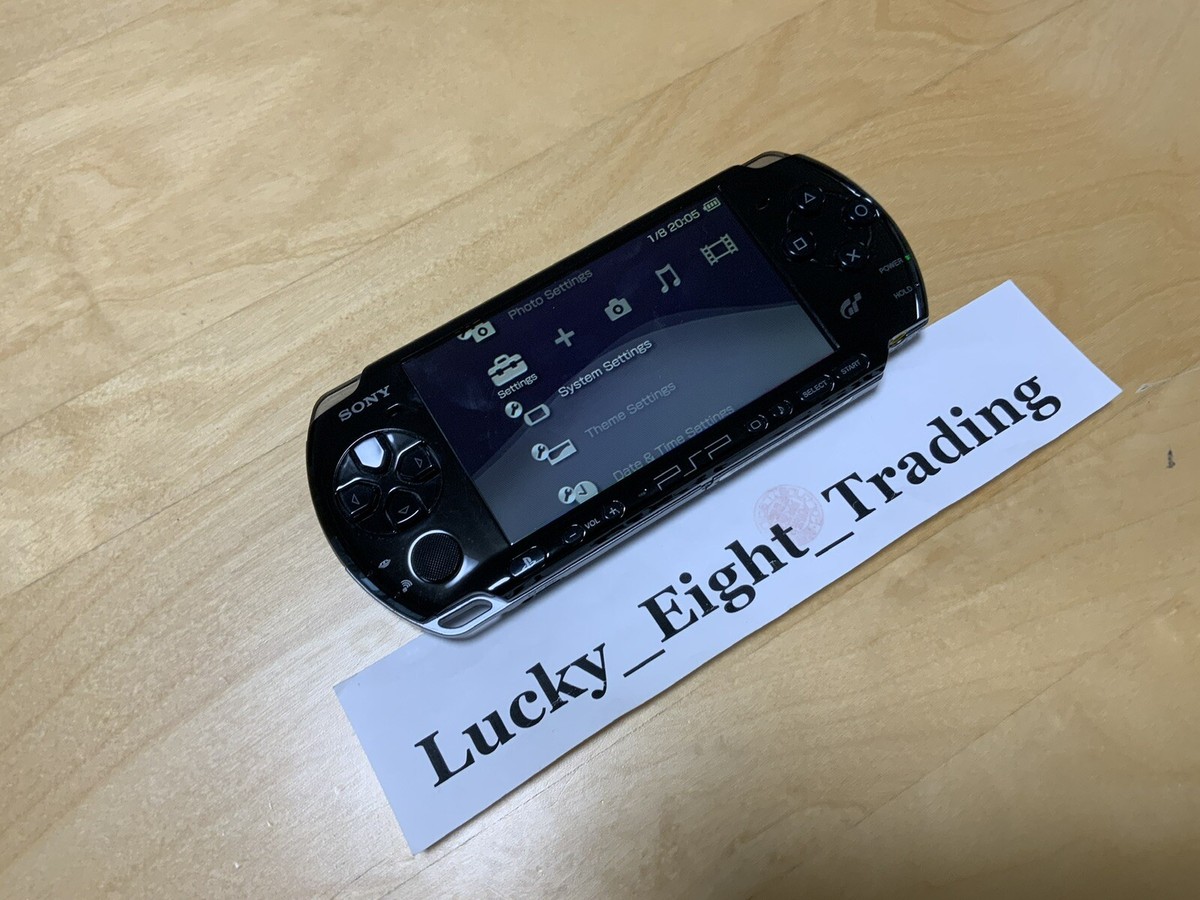 1/8 20:05
Photo Settings
Settings
System Settings
Theme Settings
Date & Time Settings
SONY
POWER
HOLD
VOL
SELECT
START
Lucky_Eight_Trading